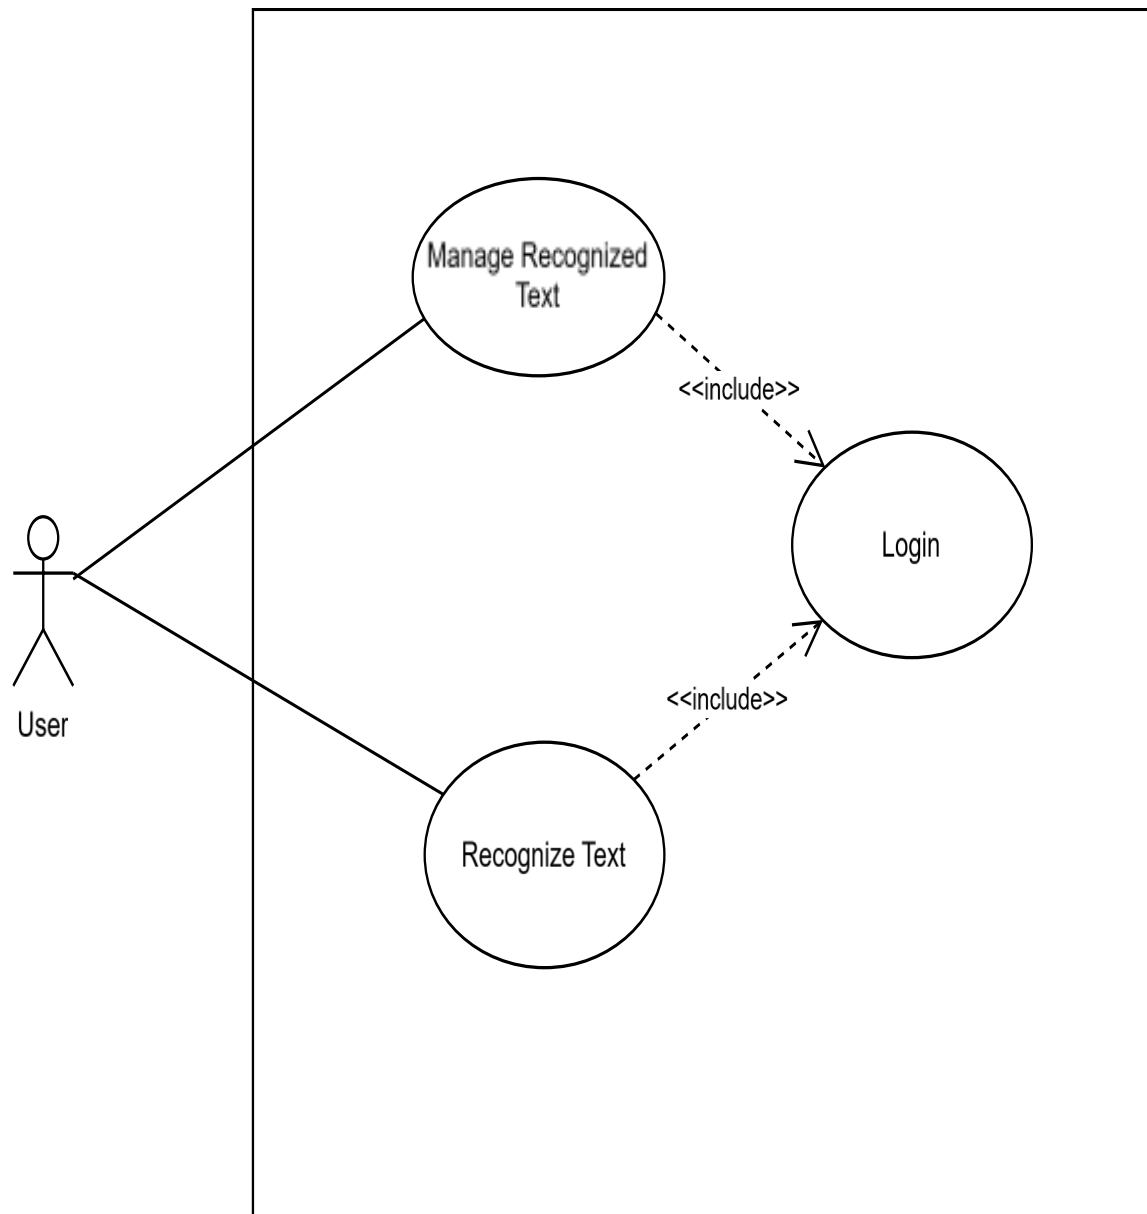 Manage Recognized
Text
<<include>>
Login
User
<<include>>
Recognize Text